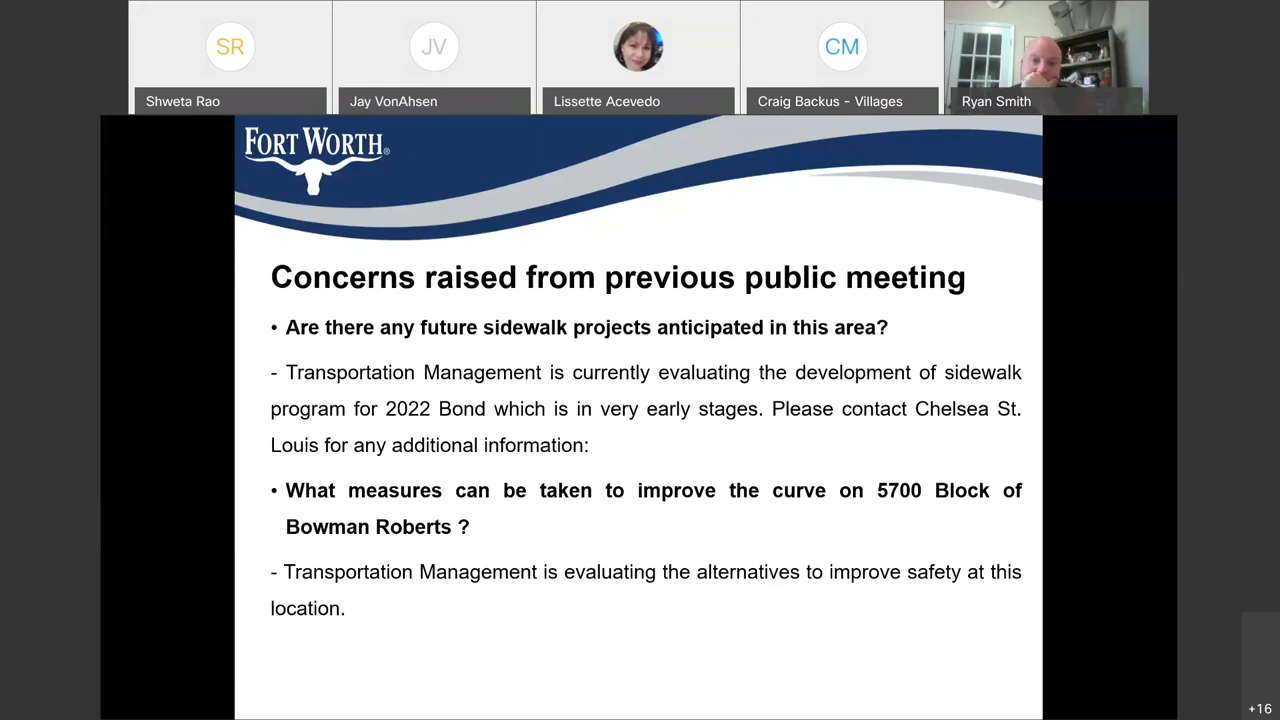 SR
JV
CM
Shweta Rao
Jay VonAhsen
Lissette Acevedo
Craig Backus - Villages
Ryan Smith
FORT WORTH®
Concerns raised from previous public meeting
• Are there any future sidewalk projects anticipated in this area?
- Transportation Management is currently evaluating the development of sidewalk
program for 2022 Bond which is in very early stages. Please contact Chelsea St.
Louis for any additional information:
• What measures can be taken to improve the curve on 5700 Block of
Bowman Roberts ?
- Transportation Management is evaluating the alternatives to improve safety at this
location.
+16